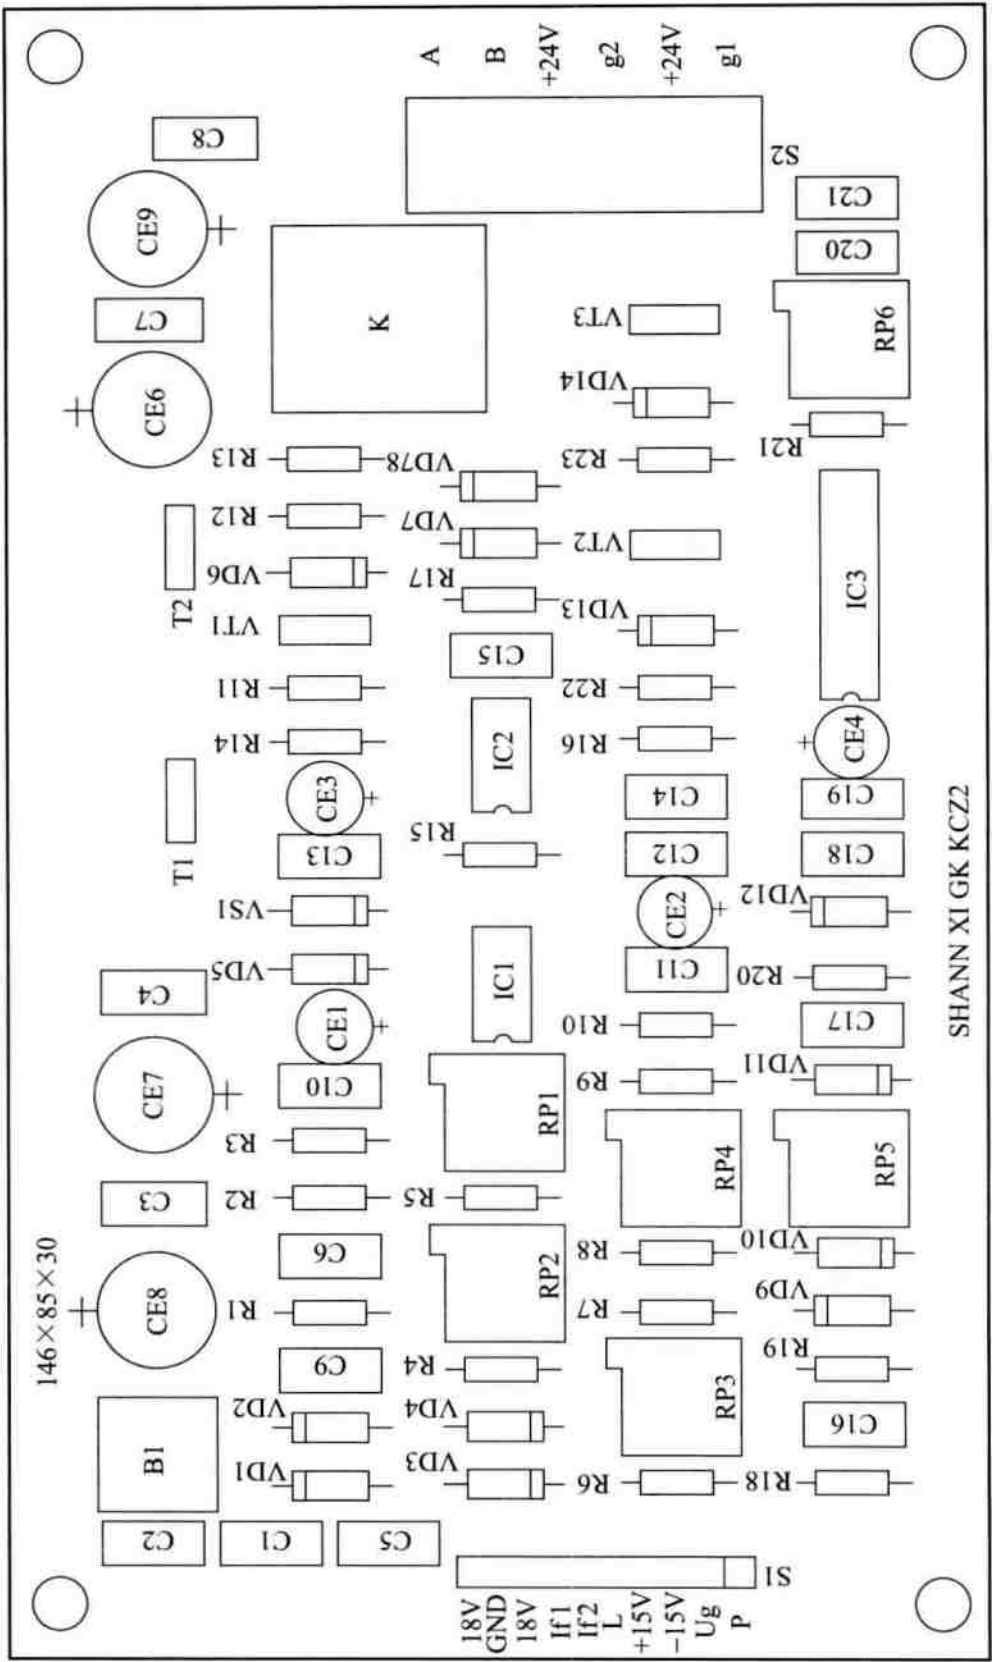 A
B
+24V
g2
+24V
g1
C8
S2
CE9
C21
C20
C7
K
VT3
RP6
CE6
VD14
R13
VD78
R23
R21
R12
VD7
VT2
VD6
R17
IC3
T2
VT1
VD13
C15
R11
R22
R14
IC2
R16
CE4
CE3
C14
C19
T1
C13
R15
C12
C18
VS1
CE2
VD12
VD5
C11
R20
C4
IC1
CE1
R10
C17
CE7
C10
R9
VD11
R3
RP1
RP4
RP5
C3
R2
R5
C6
R8
VD10
146×85×30
CE8
R1
RP2
R7
VD9
C9
R4
R19
VD2
VD4
RP3
C16
B1
VD1
VD3
R6
R18
C2
C1
C5
S1
18V
GND
18V
If1
If2
L
+15V
−15V
Ug
P
SHANN XI GK KCZ2